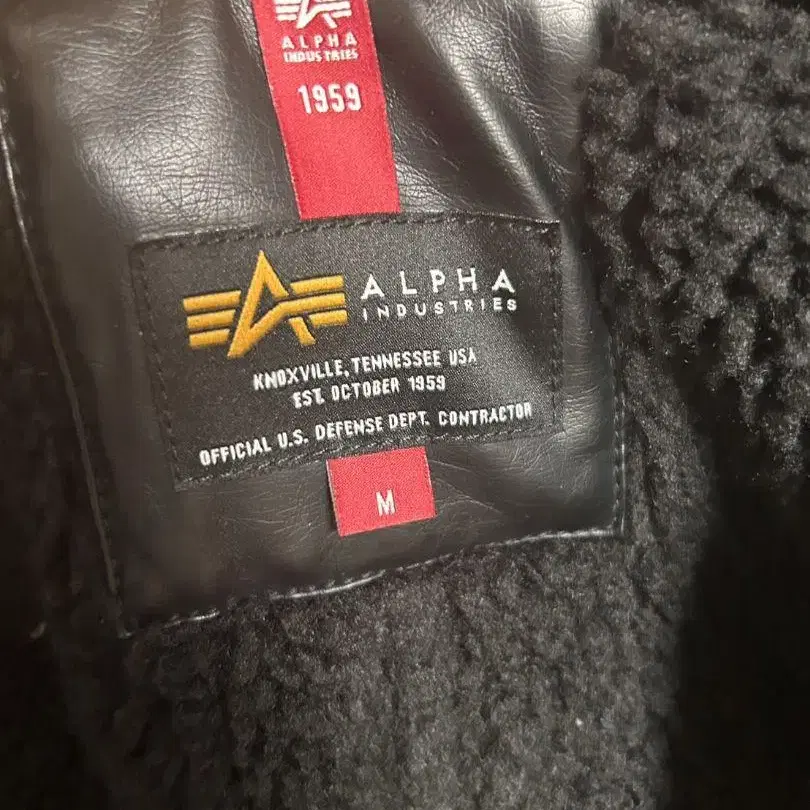 ALPHA
INDUSTRIES
1959
ALPHA
INDUSTRIES
KNOXVILLE, TENNESSEE USA
EST. OCTOBER 1959
OFFICIAL U.S. DEFENSE DEPT. CONTRACTOR
M